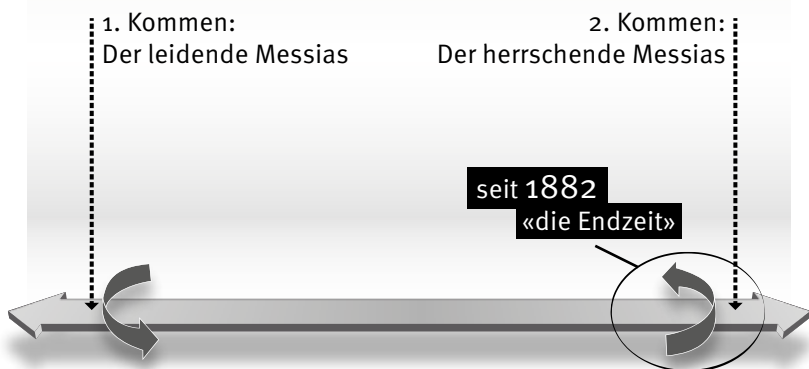 1. Kommen:
Der leidende Messias
2. Kommen:
Der herrschende Messias
seit 1882
«die Endzeit»